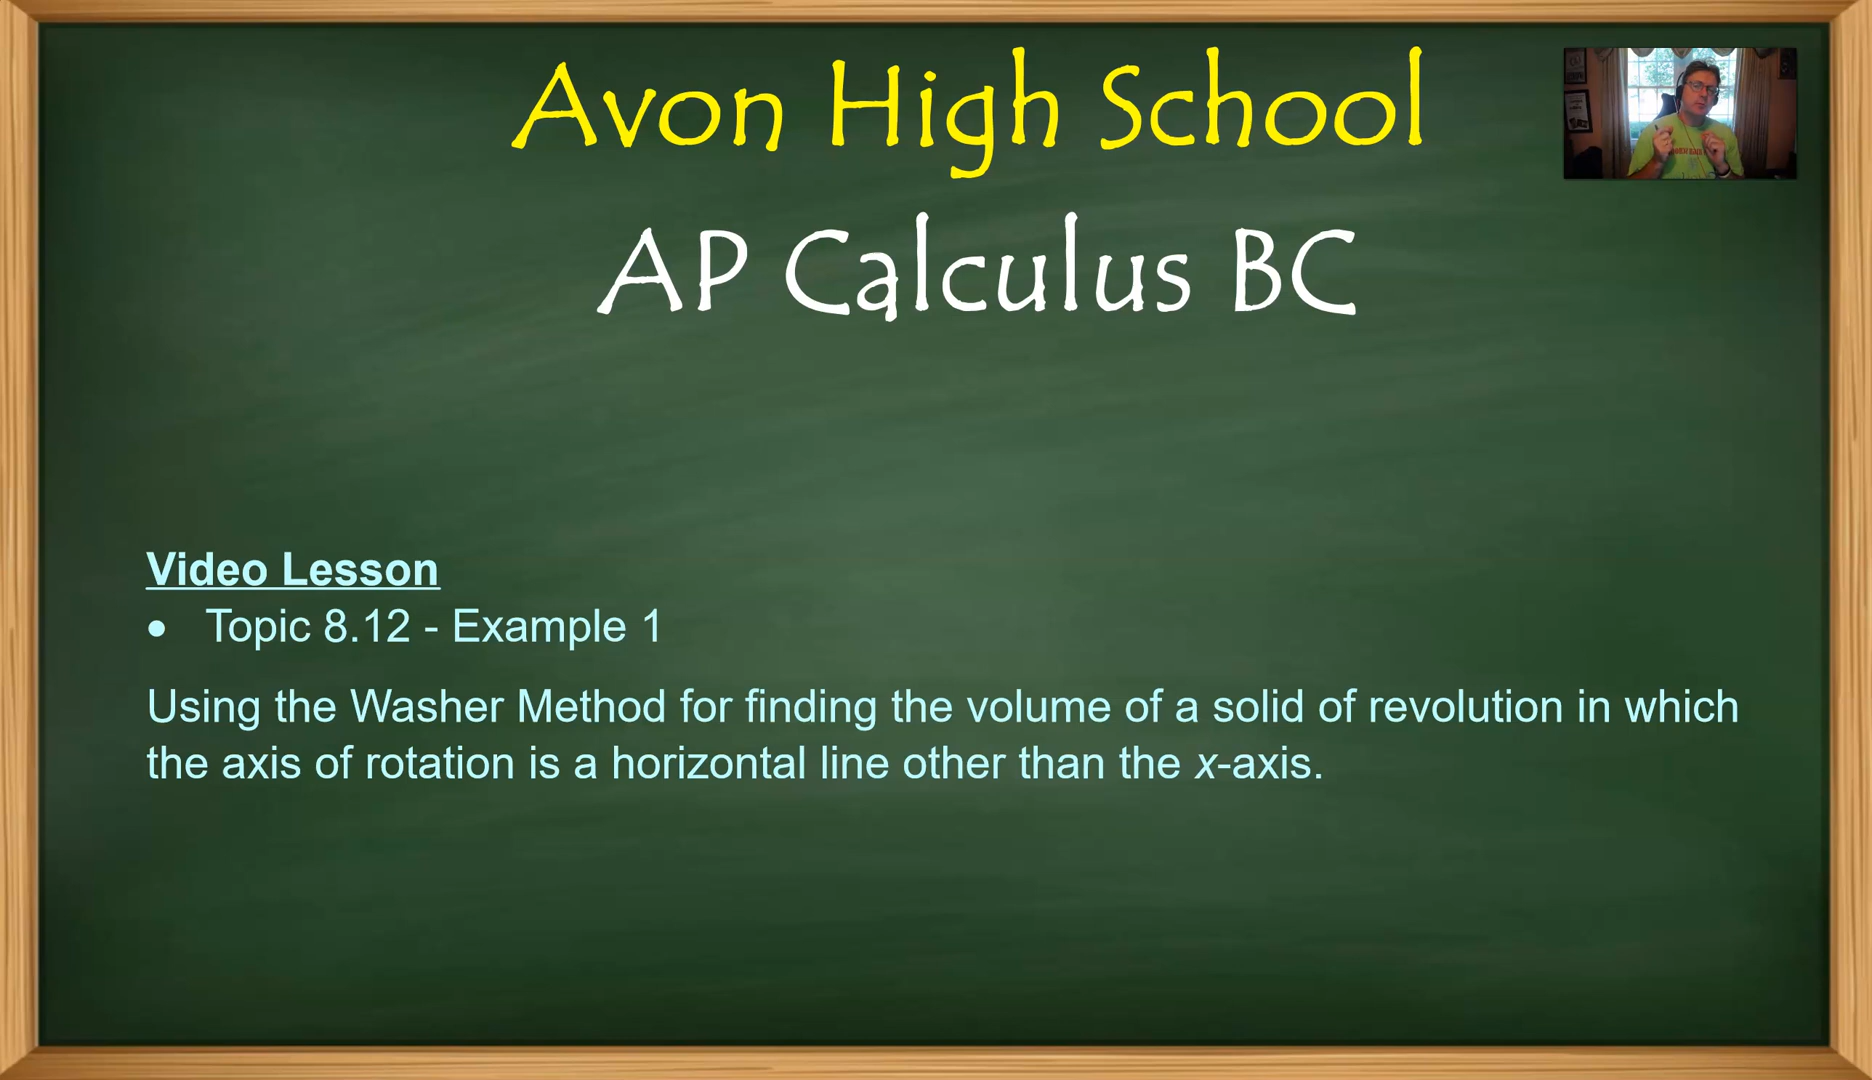 Avon High School
AP Calculus BC
Video Lesson
• Topic 8.12 - Example 1
Using the Washer Method for finding the volume of a solid of revolution in which
the axis of rotation is a horizontal line other than the x-axis.